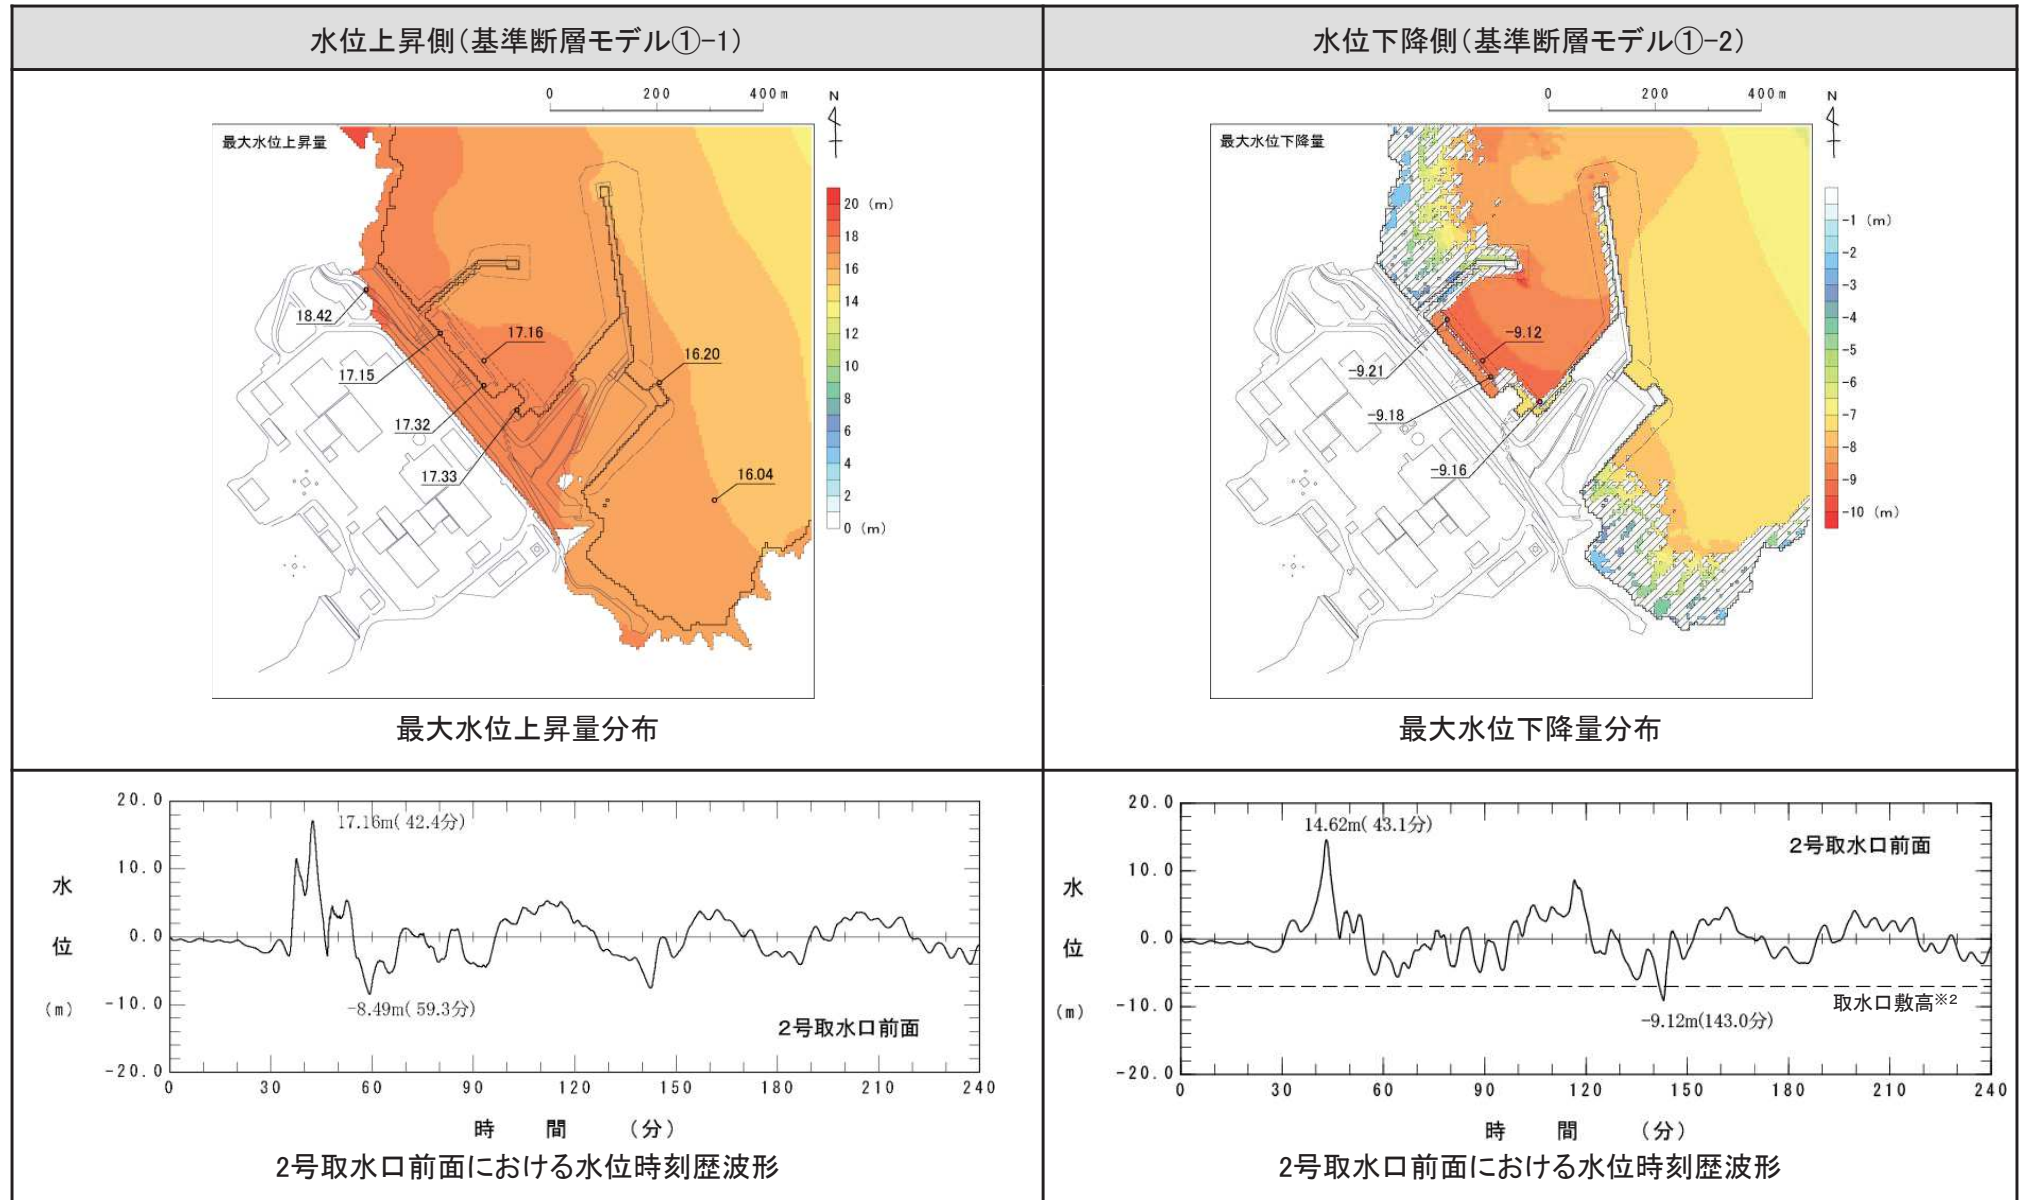 水位上昇側(基準断層モデル①-1)
水位下降側(基準断層モデル①-2)
0 200 400m
N
最大水位上昇量
20 (m)
18
16
14
12
10
8
6
4
2
0 (m)
18.42
17.15
17.16
16.20
17.32
17.33
16.04
最大水位上昇量分布
0 200 400m
N
最大水位下降量
-1 (m)
-2
-3
-4
-5
-6
-7
-8
-9
-10 (m)
-9.12
-9.21
-9.18
-9.16
最大水位下降量分布
水位(m)
20.0
10.0
0.0
-10.0
-20.0
17.16m( 42.4分)
-8.49m( 59.3分)
2号取水口前面
0 30 60 90 120 150 180 210 240
時間(分)
2号取水口前面における水位時刻歴波形
水位(m)
20.0
10.0
0.0
-10.0
-20.0
14.62m( 43.1分)
2号取水口前面
取水口敷高※2
-9.12m(143.0分)
0 30 60 90 120 150 180 210 240
時間(分)
2号取水口前面における水位時刻歴波形